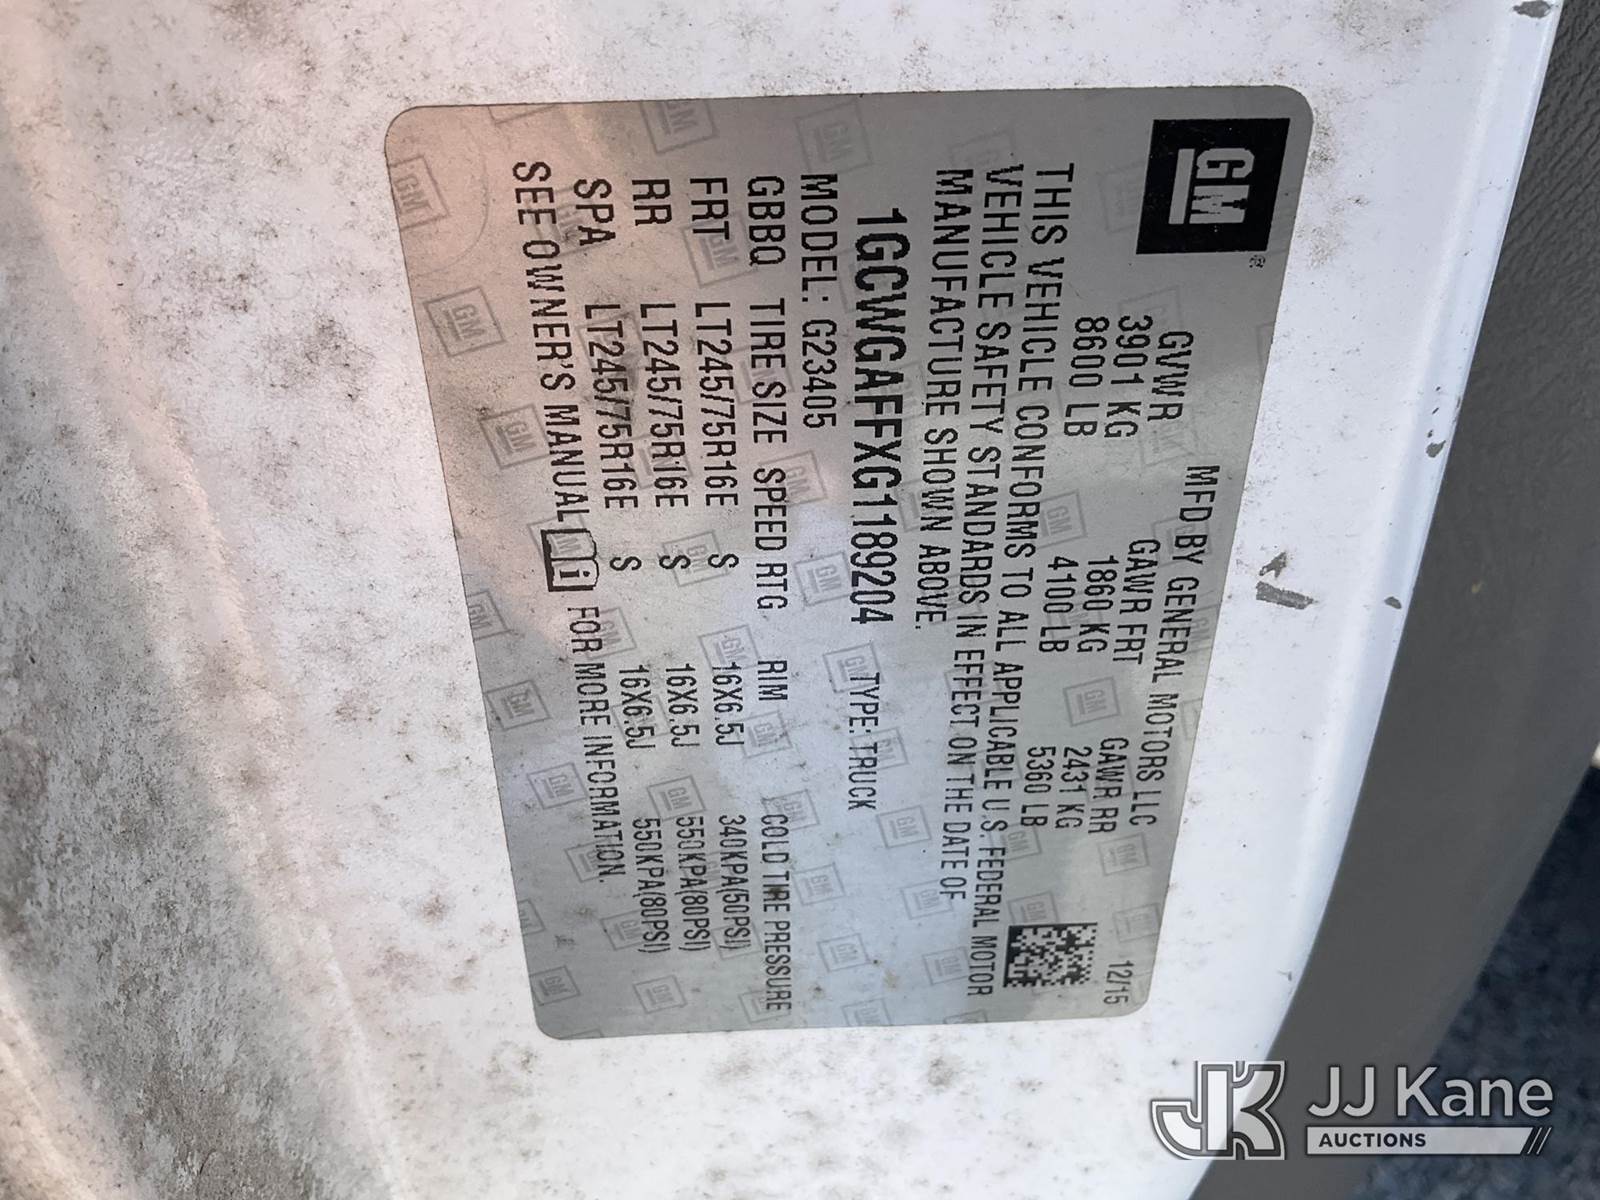 GM
MFD BY GENERAL MOTORS LLC 12/15
GVWR GAWR FRT GAWR RR
3901 KG 1860 KG 2431 KG
8600 LB 4100 LB 5360 LB
THIS VEHICLE CONFORMS TO ALL APPLICABLE U.S. FEDERAL MOTOR
VEHICLE SAFETY STANDARDS IN EFFECT ON THE DATE OF
MANUFACTURE SHOWN ABOVE.
1GCWGAFFXG1189204 TYPE: TRUCK
MODEL: G23405
GBBQ TIRE SIZE SPEED RTG RIM COLD TIRE PRESSURE
FRT LT245/75R16E S 16X6.5J 340KPA(50PSI)
RR LT245/75R16E S 16X6.5J 550KPA(80PSI)
SPA LT245/75R16E S 16X6.5J 550KPA(80PSI)
SEE OWNER'S MANUAL i FOR MORE INFORMATION.
JK JJ Kane
AUCTIONS